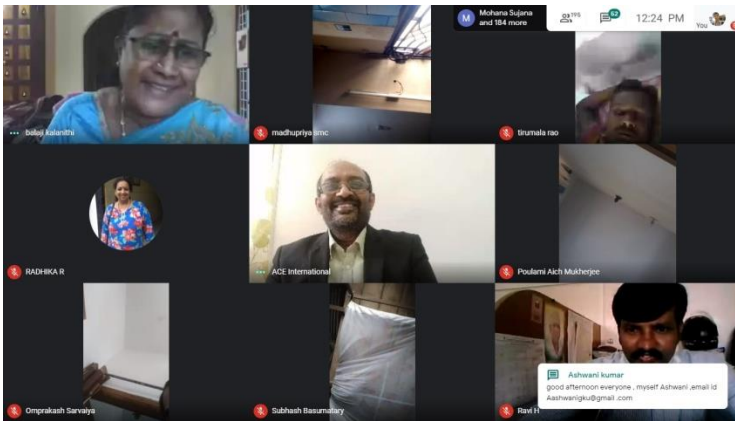 Mohana Sujana
and 184 more
195
52
12:24 PM
You
balaji kalanithi
madhupriya smc
tirumala rao
RADHIKA R
ACE International
Poulami Aich Mukherjee
Omprakash Sarvaiya
Subhash Basumatary
Ravi H
Ashwani kumar
good afternoon everyone , myself Ashwani ,email id
Aashwanigku@gmail .com
M